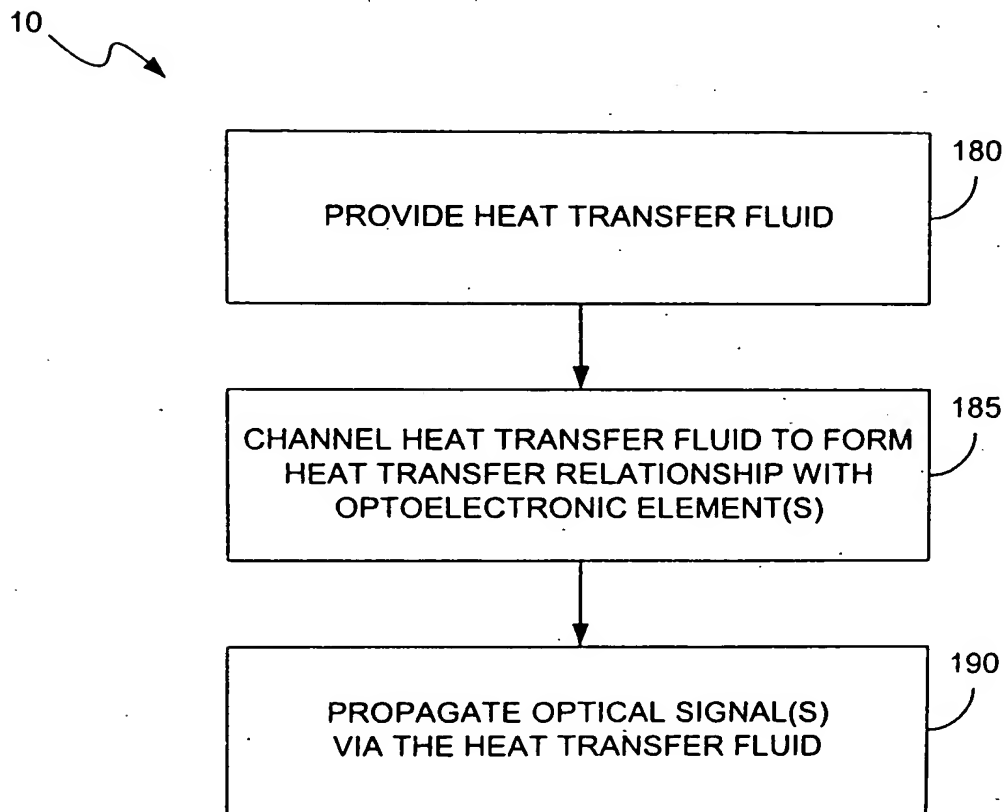 10
180
PROVIDE HEAT TRANSFER FLUID
185
CHANNEL HEAT TRANSFER FLUID TO FORM
HEAT TRANSFER RELATIONSHIP WITH
OPTOELECTRONIC ELEMENT(S)
190
PROPAGATE OPTICAL SIGNAL(S)
VIA THE HEAT TRANSFER FLUID